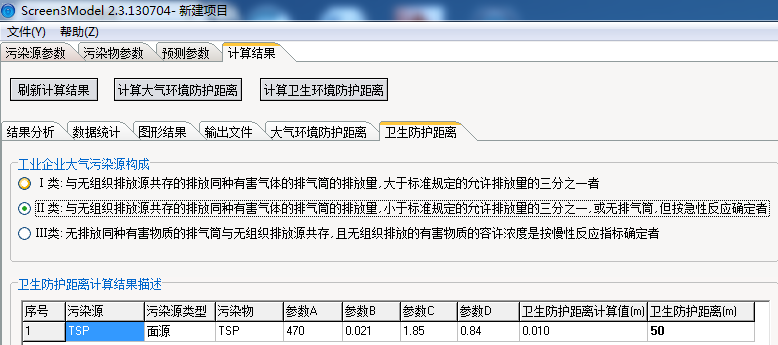 Screen3Model 2.3.130704- 新建项目
文件(Y) 帮助(Z)
污染源参数 污染物参数 预测参数 计算结果
刷新计算结果 计算大气环境防护距离 计算卫生环境防护距离
结果分析 数据统计 图形结果 输出文件 大气环境防护距离 卫生防护距离
工业企业大气污染源构成
I 类: 与无组织排放源共存的排放同种有害气体的排气筒的排放量, 大于标准规定的允许排放量的三分之一者
II 类: 与无组织排放源共存的排放同种有害气体的排气筒的排放量, 小于标准规定的允许排放量的三分之一, 或无排气筒, 但按急性反应确定者
III类: 无排放同种有害物质的排气筒与无组织排放源共存, 且无组织排放的有害物质的容许浓度是按慢性反应指标确定者
卫生防护距离计算结果描述
序号 污染源 污染源类型 污染物 参数A 参数B 参数C 参数D 卫生防护距离计算值(m) 卫生防护距离(m)
1 TSP 面源 TSP 470 0.021 1.85 0.84 0.010 50